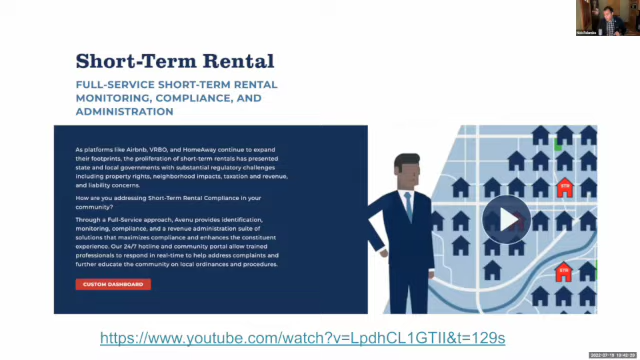 Short-Term Rental
FULL-SERVICE SHORT-TERM RENTAL
MONITORING, COMPLIANCE, AND
ADMINISTRATION
As platforms like Airbnb, VRBO, and HomeAway continue to expand
their footprints, the proliferation of short-term rentals has presented
state and local governments with substantial regulatory challenges
including property rights, neighborhood impacts, taxation and revenue,
and liability concerns.
How are you addressing Short-Term Rental Compliance in your
community?
Through a Full-Service approach, Avenu provides identification,
monitoring, compliance, and a revenue administration suite of
solutions that maximizes compliance and enhances the constituent
experience. Our 24/7 hotline and community portal allow trained
professionals to respond in real-time to help address complaints and
further educate the community on local ordinances and procedures.
CUSTOM DASHBOARD
STR
STR
https://www.youtube.com/watch?v=LpdhCL1GTII&t=129s